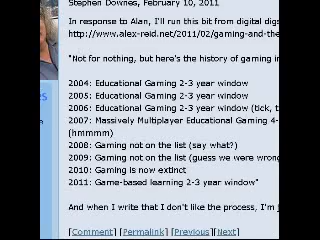 Stephen Downes, February 10, 2011
In response to Alan, I'll run this bit from digital digs
http://www.alex-reid.net/2011/02/gaming-and-the
"Not for nothing, but here's the history of gaming i
2004: Educational Gaming 2-3 year window
2005: Educational Gaming 2-3 year window
2006: Educational Gaming 2-3 year window (tick, t
2007: Massively Multiplayer Educational Gaming 4-
(hmmmm)
2008: Gaming not on the list (say what?)
2009: Gaming not on the list (guess we were wrong
2010: Gaming is now extinct
2011: Game-based learning 2-3 year window"
And when I write that I don't like the process, I'm j
[Comment] [Permalink] [Previous][Next]